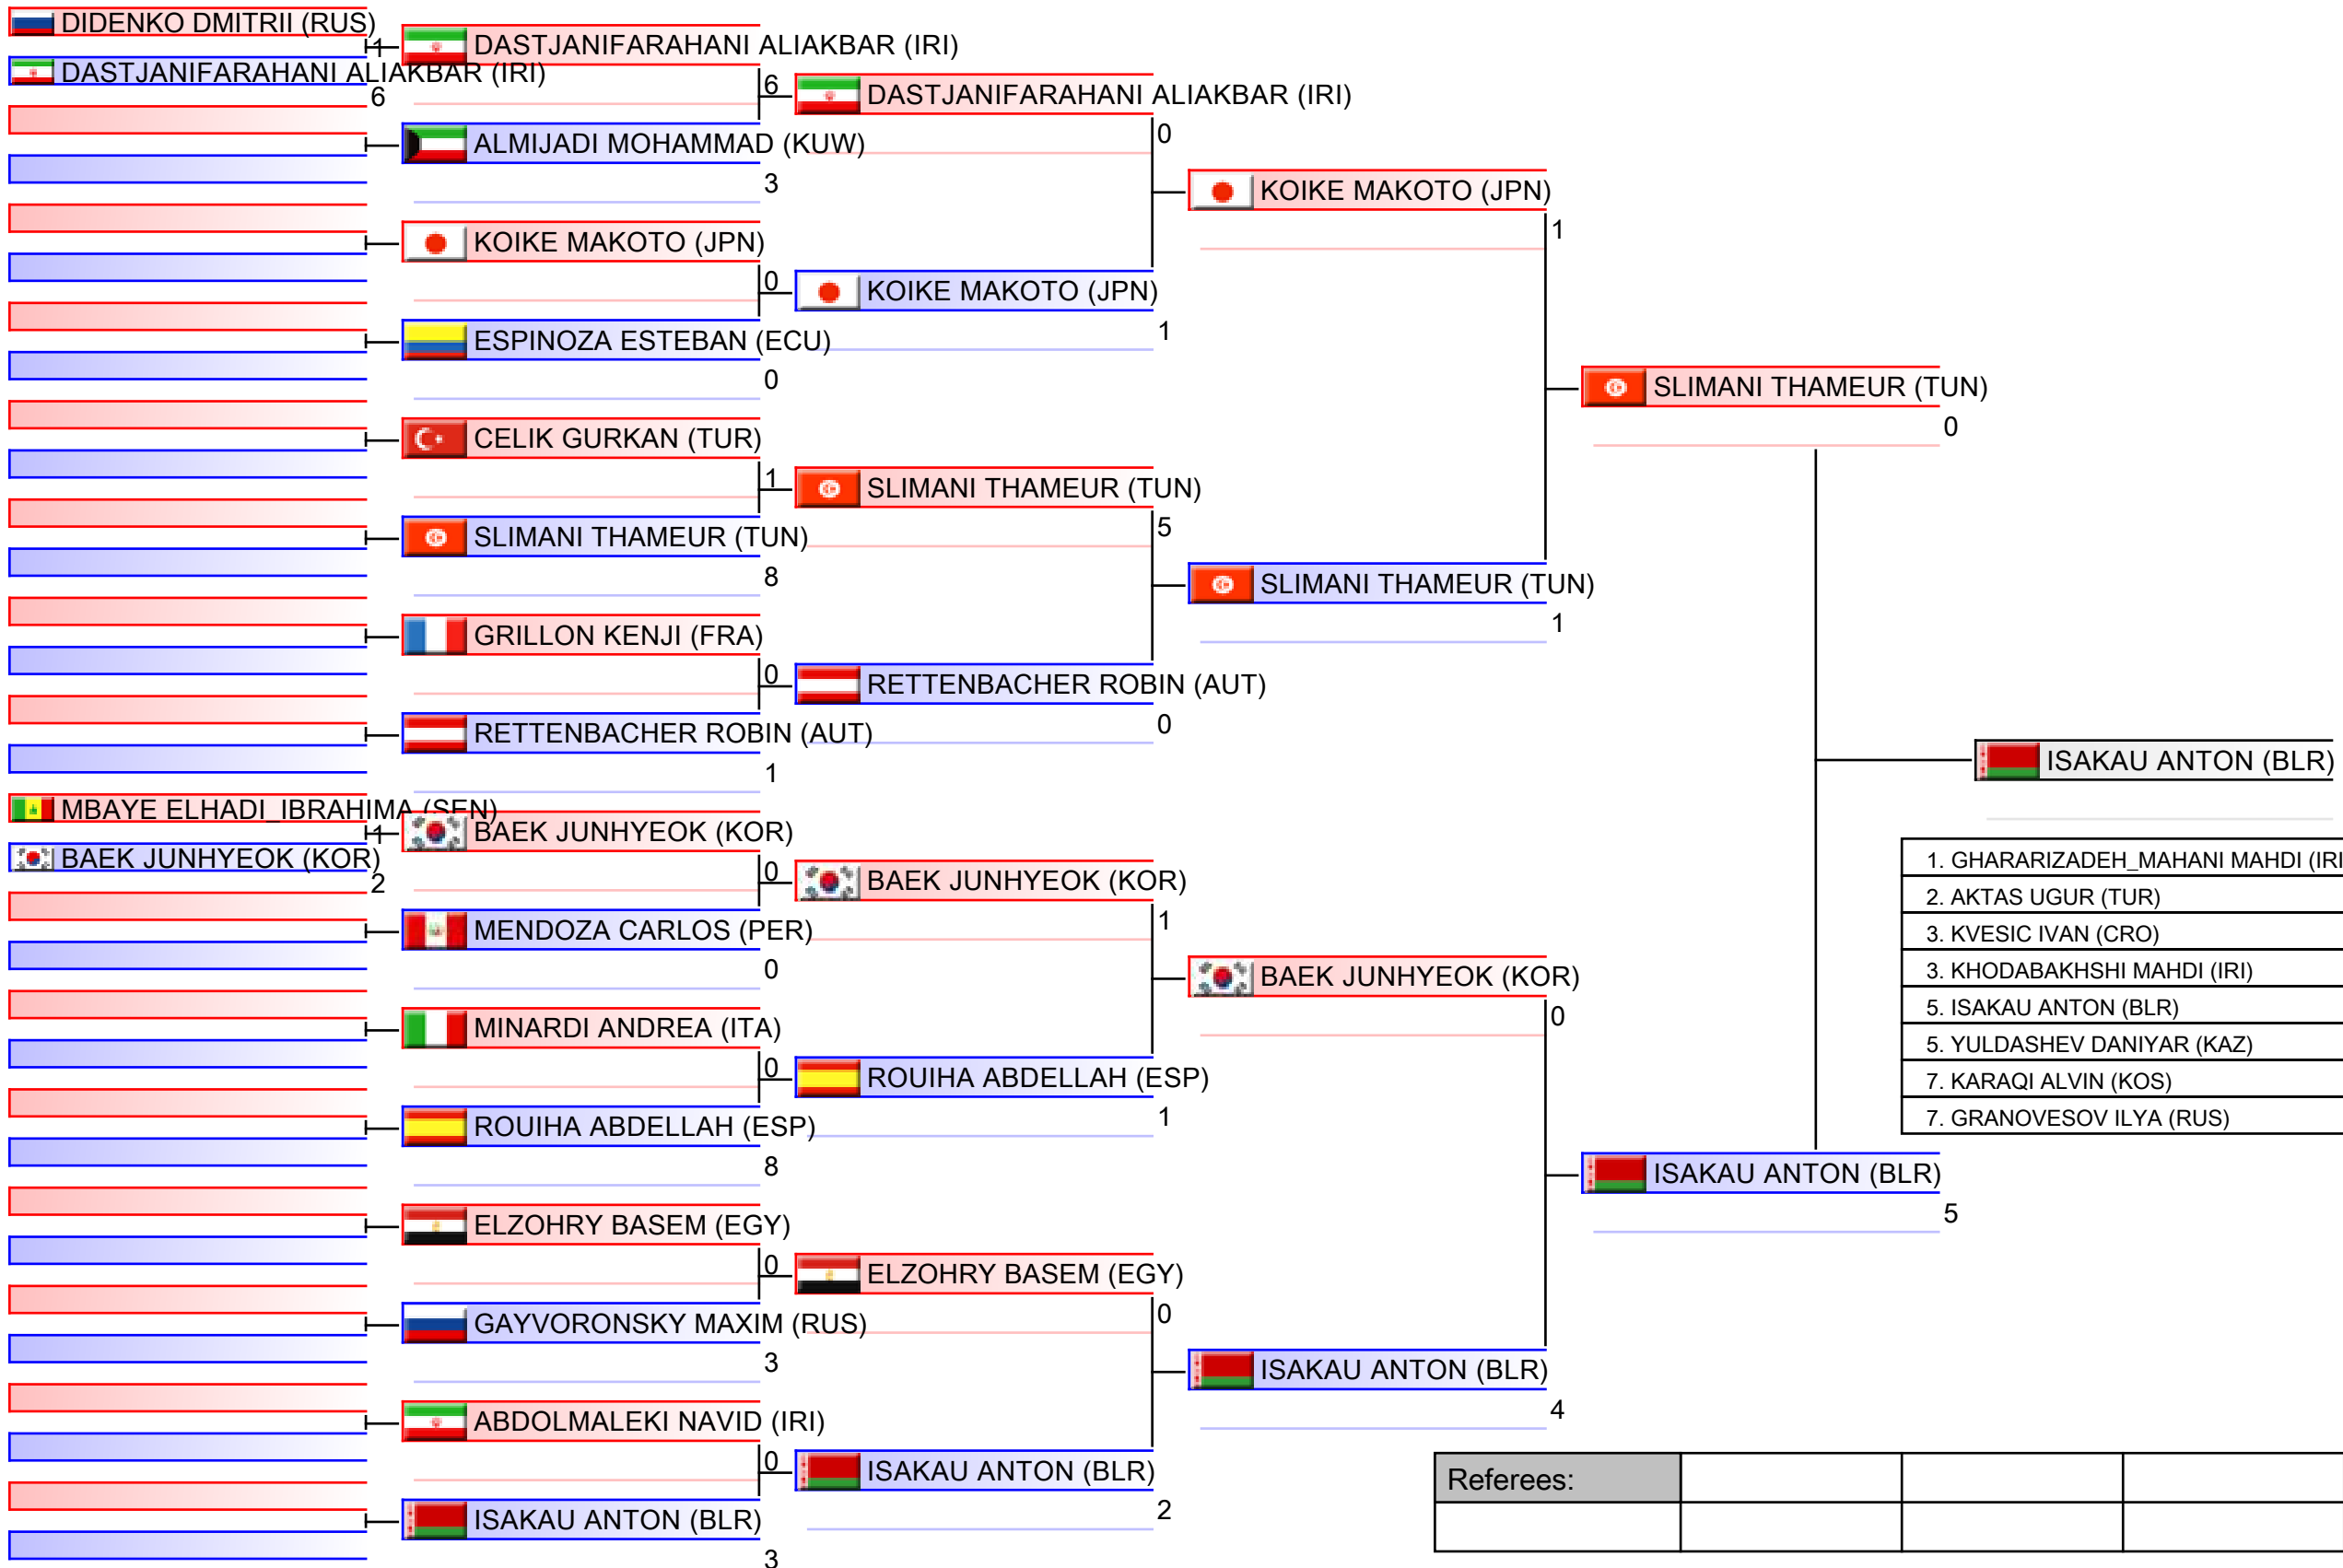 DIDENKO DMITRII (RUS)
1
DASTJANIFARAHANI ALIAKBAR (IRI)
6
MBAYE ELHADI_IBRAHIMA (SEN)
1
BAEK JUNHYEOK (KOR)
2
DASTJANIFARAHANI ALIAKBAR (IRI)
6
ALMIJADI MOHAMMAD (KUW)
3
KOIKE MAKOTO (JPN)
0
ESPINOZA ESTEBAN (ECU)
0
CELIK GURKAN (TUR)
1
SLIMANI THAMEUR (TUN)
8
GRILLON KENJI (FRA)
0
RETTENBACHER ROBIN (AUT)
1
BAEK JUNHYEOK (KOR)
0
MENDOZA CARLOS (PER)
0
MINARDI ANDREA (ITA)
0
ROUIHA ABDELLAH (ESP)
8
ELZOHRY BASEM (EGY)
0
GAYVORONSKY MAXIM (RUS)
3
ABDOLMALEKI NAVID (IRI)
0
ISAKAU ANTON (BLR)
3
DASTJANIFARAHANI ALIAKBAR (IRI)
0
KOIKE MAKOTO (JPN)
1
SLIMANI THAMEUR (TUN)
5
RETTENBACHER ROBIN (AUT)
0
BAEK JUNHYEOK (KOR)
1
ROUIHA ABDELLAH (ESP)
1
ELZOHRY BASEM (EGY)
0
ISAKAU ANTON (BLR)
2
KOIKE MAKOTO (JPN)
1
SLIMANI THAMEUR (TUN)
1
BAEK JUNHYEOK (KOR)
0
ISAKAU ANTON (BLR)
4
SLIMANI THAMEUR (TUN)
0
ISAKAU ANTON (BLR)
5
ISAKAU ANTON (BLR)
1. GHARARIZADEH_MAHANI MAHDI (IRI
2. AKTAS UGUR (TUR)
3. KVESIC IVAN (CRO)
3. KHODABAKHSHI MAHDI (IRI)
5. ISAKAU ANTON (BLR)
5. YULDASHEV DANIYAR (KAZ)
7. KARAQI ALVIN (KOS)
7. GRANOVESOV ILYA (RUS)
Referees: